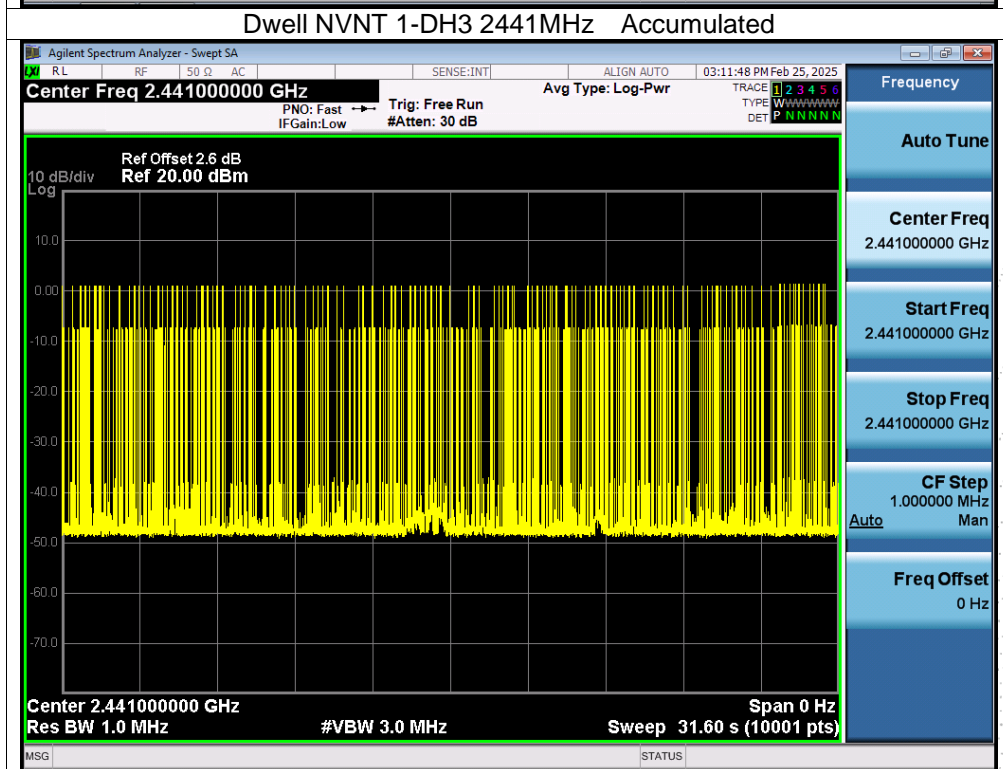 Dwell NVNT 1-DH3 2441MHz Accumulated
Agilent Spectrum Analyzer - Swept SA
LXI RL RF 50 Ω AC SENSE:INT ALIGN AUTO 03:11:48 PM Feb 25, 2025
Center Freq 2.441000000 GHz
PNO: Fast
IFGain:Low
Trig: Free Run
#Atten: 30 dB
Avg Type: Log-Pwr
TRACE 1 2 3 4 5 6
TYPE WWWWWWW
DET P N N N N N
Frequency
Auto Tune
Center Freq
2.441000000 GHz
Start Freq
2.441000000 GHz
Stop Freq
2.441000000 GHz
CF Step
1.000000 MHz
Auto Man
Freq Offset
0 Hz
Ref Offset 2.6 dB
10 dB/div Ref 20.00 dBm
Log
10.0
0.00
-10.0
-20.0
-30.0
-40.0
-50.0
-60.0
-70.0
Center 2.441000000 GHz Span 0 Hz
Res BW 1.0 MHz #VBW 3.0 MHz Sweep 31.60 s (10001 pts)
MSG STATUS